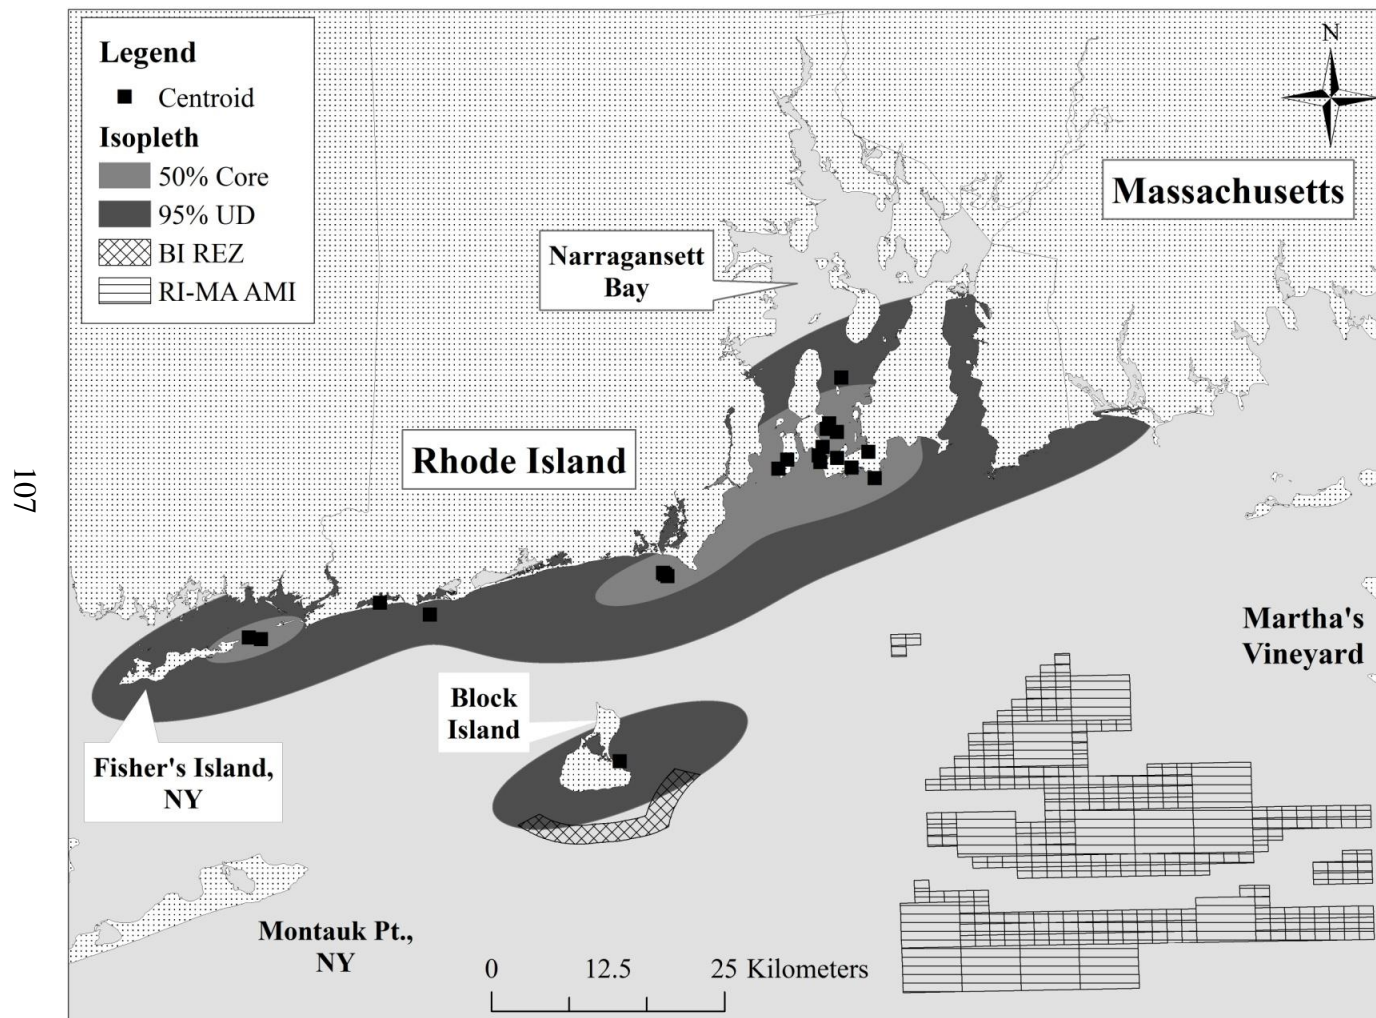 Legend
Centroid
Isopleth
50% Core
95% UD
BI REZ
RI-MA AMI
N
Massachusetts
Narragansett
Bay
Rhode Island
107
Martha's
Vineyard
Block
Island
Fisher's Island,
NY
Montauk Pt.,
NY
0 12.5 25 Kilometers